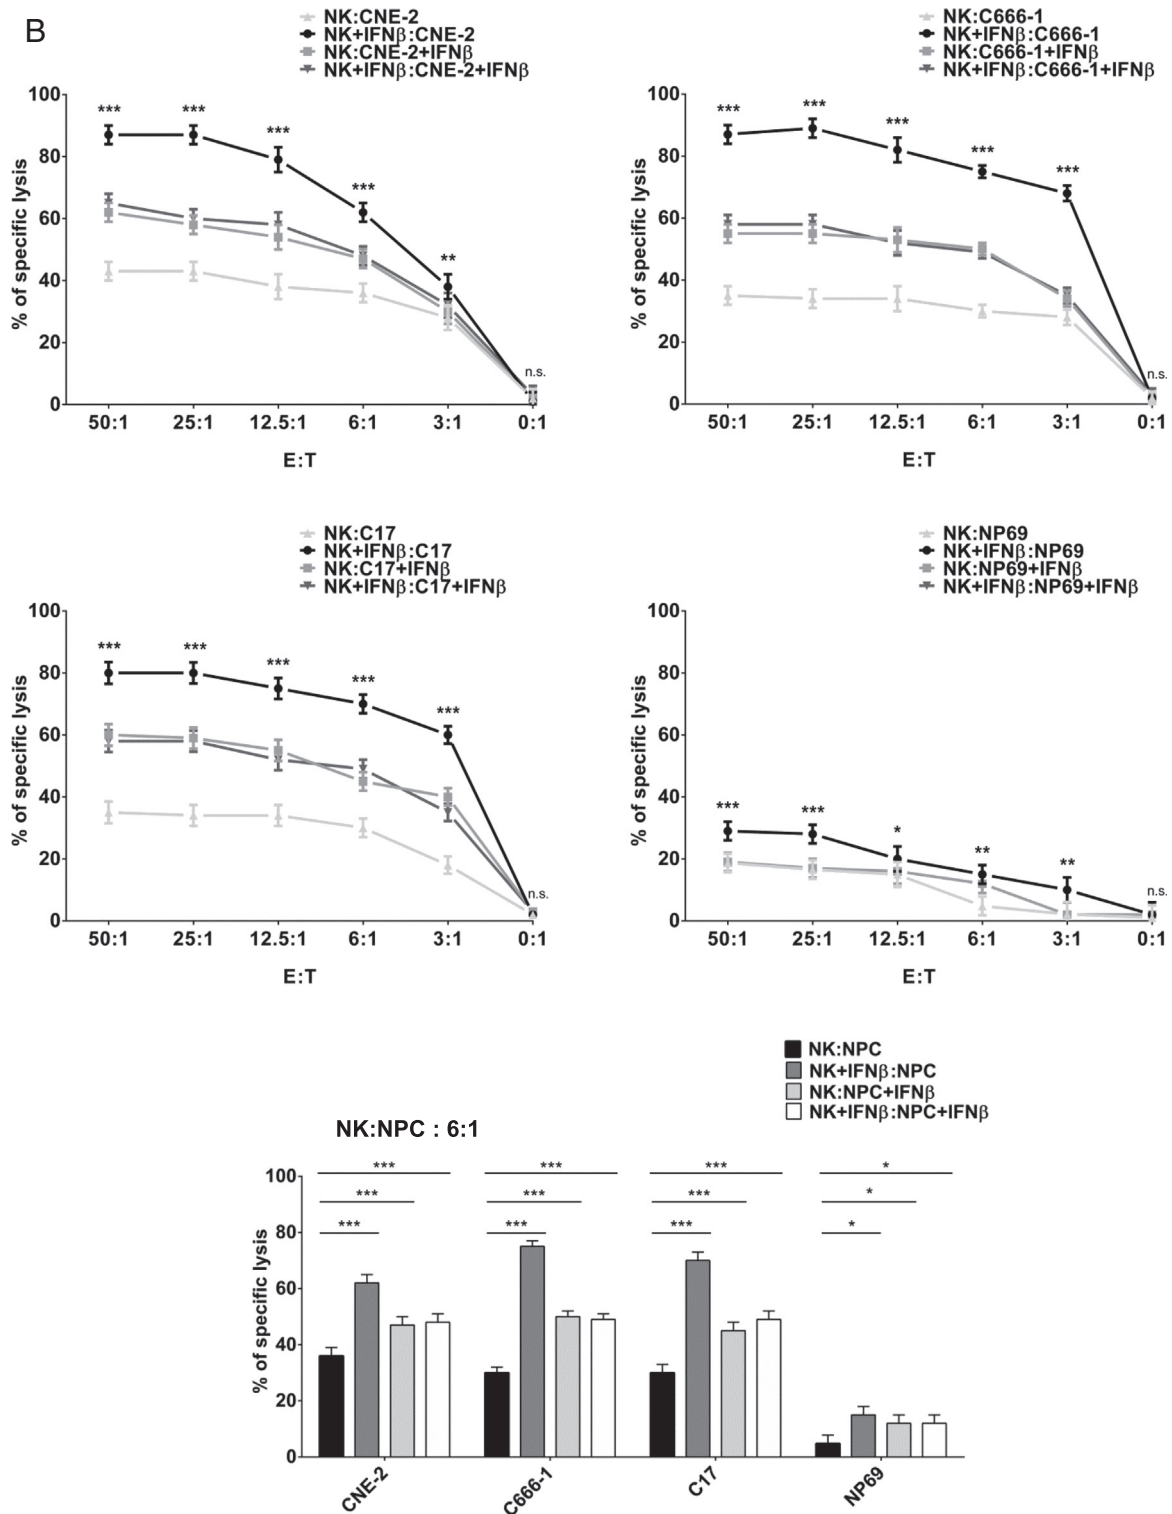 B
NK:CNE-2
NK+IFNβ:CNE-2
NK:CNE-2+IFNβ
NK+IFNβ:CNE-2+IFNβ
100
80
60
40
20
0
% of specific lysis
*** *** *** *** ** n.s.
50:1 25:1 12.5:1 6:1 3:1 0:1
E:T
NK:C666-1
NK+IFNβ:C666-1
NK:C666-1+IFNβ
NK+IFNβ:C666-1+IFNβ
100
80
60
40
20
0
% of specific lysis
*** *** *** *** *** n.s.
50:1 25:1 12.5:1 6:1 3:1 0:1
E:T
NK:C17
NK+IFNβ:C17
NK:C17+IFNβ
NK+IFNβ:C17+IFNβ
100
80
60
40
20
0
% of specific lysis
*** *** *** *** *** n.s.
50:1 25:1 12.5:1 6:1 3:1 0:1
E:T
NK:NP69
NK+IFNβ:NP69
NK:NP69+IFNβ
NK+IFNβ:NP69+IFNβ
100
80
60
40
20
0
% of specific lysis
*** *** * ** ** n.s.
50:1 25:1 12.5:1 6:1 3:1 0:1
E:T
NK:NPC
NK+IFNβ:NPC
NK:NPC+IFNβ
NK+IFNβ:NPC+IFNβ
NK:NPC : 6:1
100
80
60
40
20
0
% of specific lysis
*** *** *** *
*** *** *** *
*** *** *** *
CNE-2 C666-1 C17 NP69